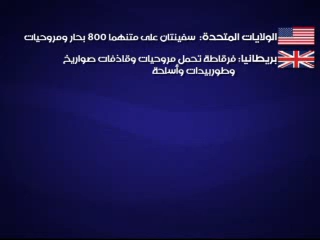 الولايات المتحدة: سفينتان على متنهما 800 بحار ومروحيات
بريطانيا: فرقاطة تحمل مروحيات وقاذفات صواريخ
وطوربيدات وأسلحة